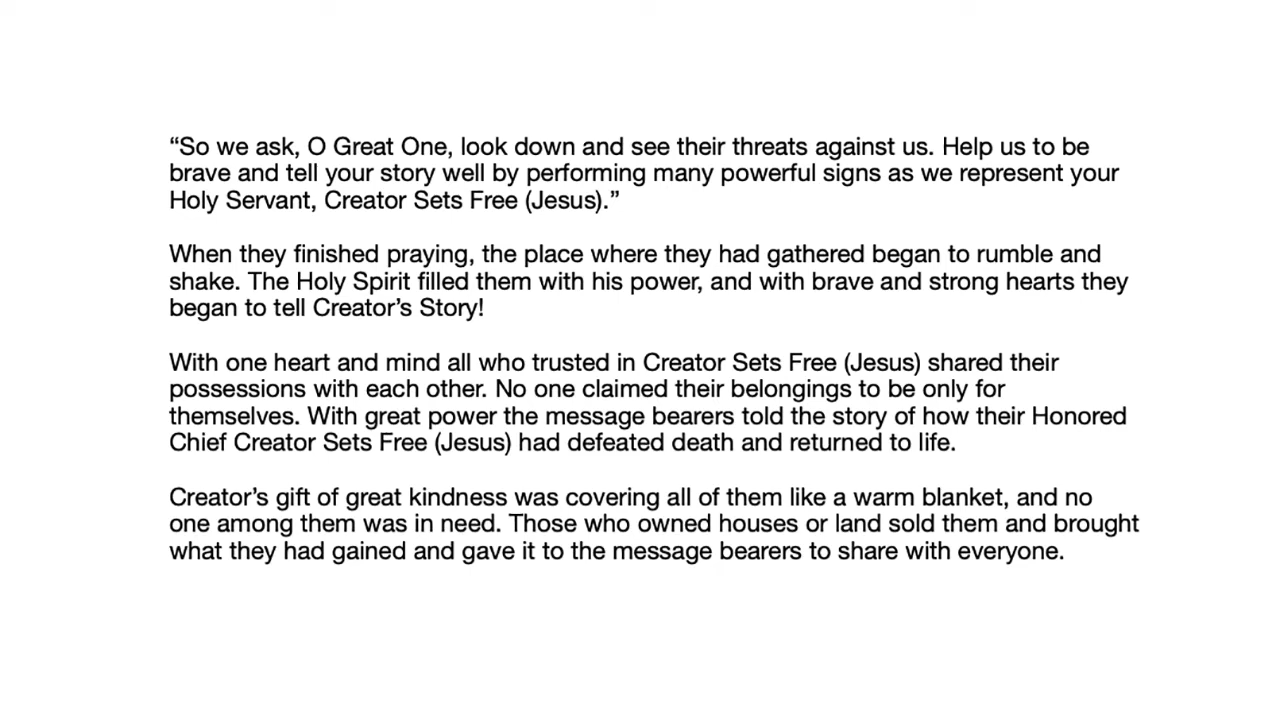 “So we ask, O Great One, look down and see their threats against us. Help us to be
brave and tell your story well by performing many powerful signs as we represent your
Holy Servant, Creator Sets Free (Jesus).”
When they finished praying, the place where they had gathered began to rumble and
shake. The Holy Spirit filled them with his power, and with brave and strong hearts they
began to tell Creator’s Story!
With one heart and mind all who trusted in Creator Sets Free (Jesus) shared their
possessions with each other. No one claimed their belongings to be only for
themselves. With great power the message bearers told the story of how their Honored
Chief Creator Sets Free (Jesus) had defeated death and returned to life.
Creator’s gift of great kindness was covering all of them like a warm blanket, and no
one among them was in need. Those who owned houses or land sold them and brought
what they had gained and gave it to the message bearers to share with everyone.